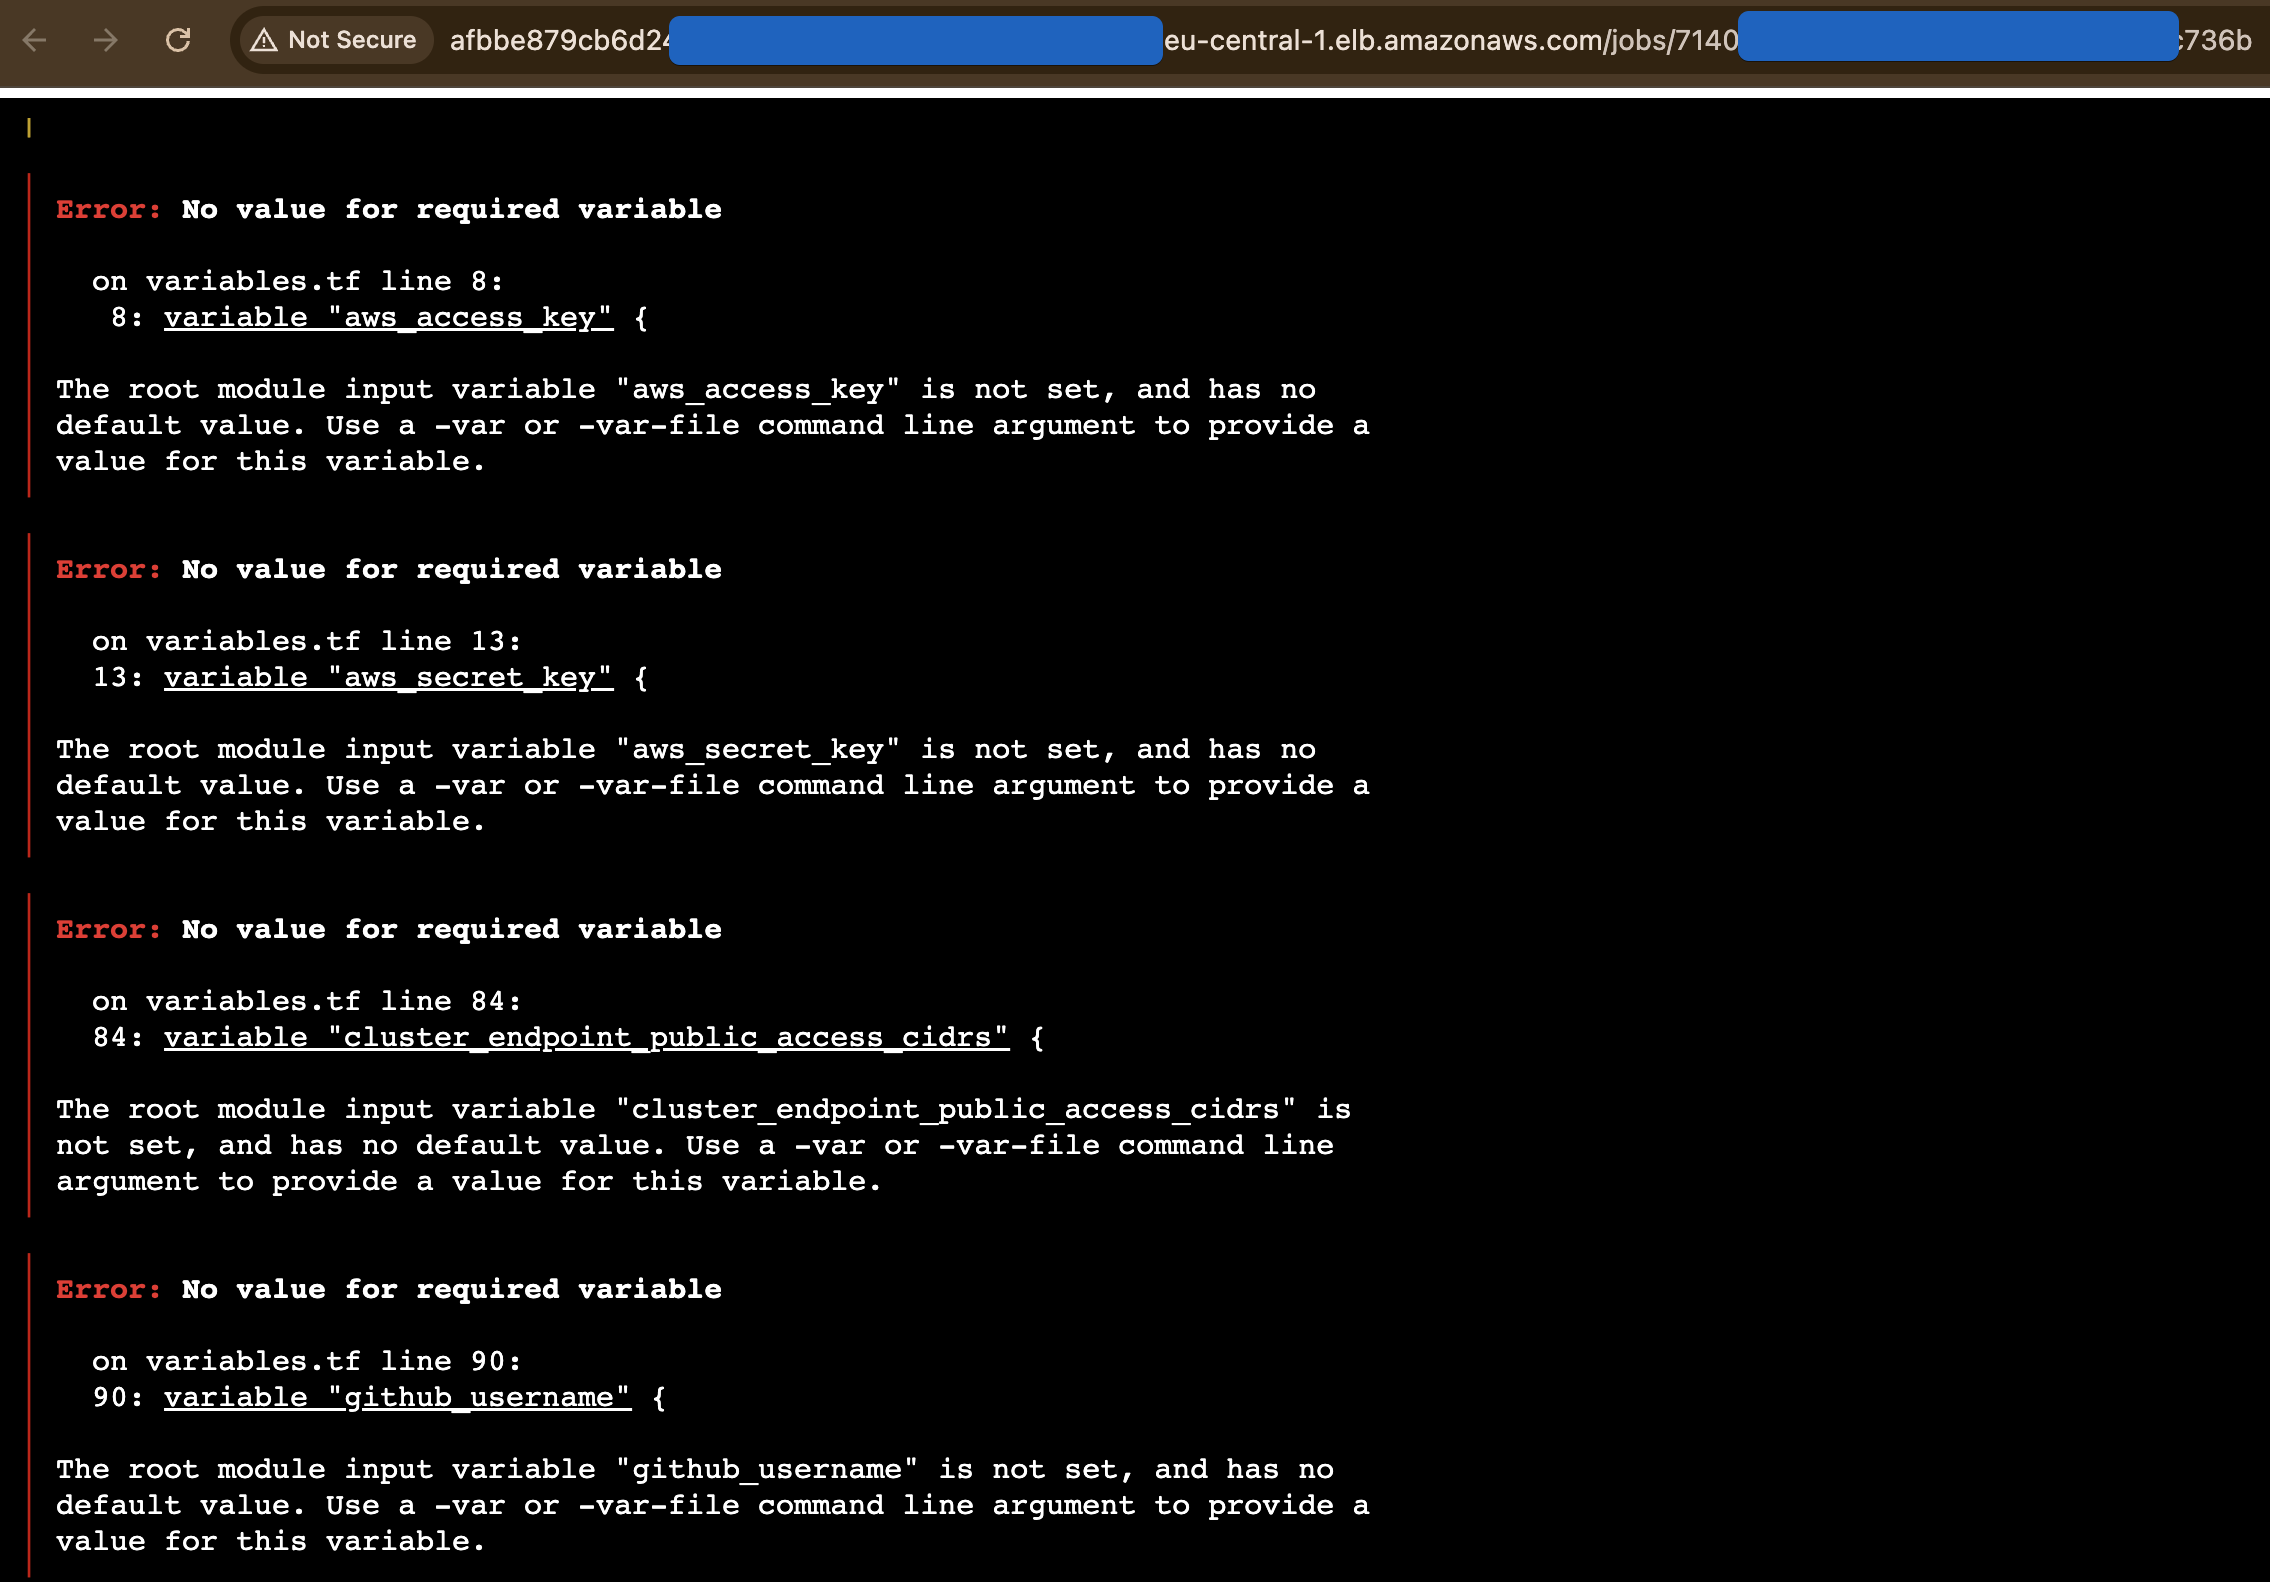 Not Secure afbbe879cb6d24 eu-central-1.elb.amazonaws.com/jobs/7140 c736b
Error: No value for required variable
on variables.tf line 8:
8: variable "aws_access_key" {
The root module input variable "aws_access_key" is not set, and has no
default value. Use a -var or -var-file command line argument to provide a
value for this variable.
Error: No value for required variable
on variables.tf line 13:
13: variable "aws_secret_key" {
The root module input variable "aws_secret_key" is not set, and has no
default value. Use a -var or -var-file command line argument to provide a
value for this variable.
Error: No value for required variable
on variables.tf line 84:
84: variable "cluster_endpoint_public_access_cidrs" {
The root module input variable "cluster_endpoint_public_access_cidrs" is
not set, and has no default value. Use a -var or -var-file command line
argument to provide a value for this variable.
Error: No value for required variable
on variables.tf line 90:
90: variable "github_username" {
The root module input variable "github_username" is not set, and has no
default value. Use a -var or -var-file command line argument to provide a
value for this variable.